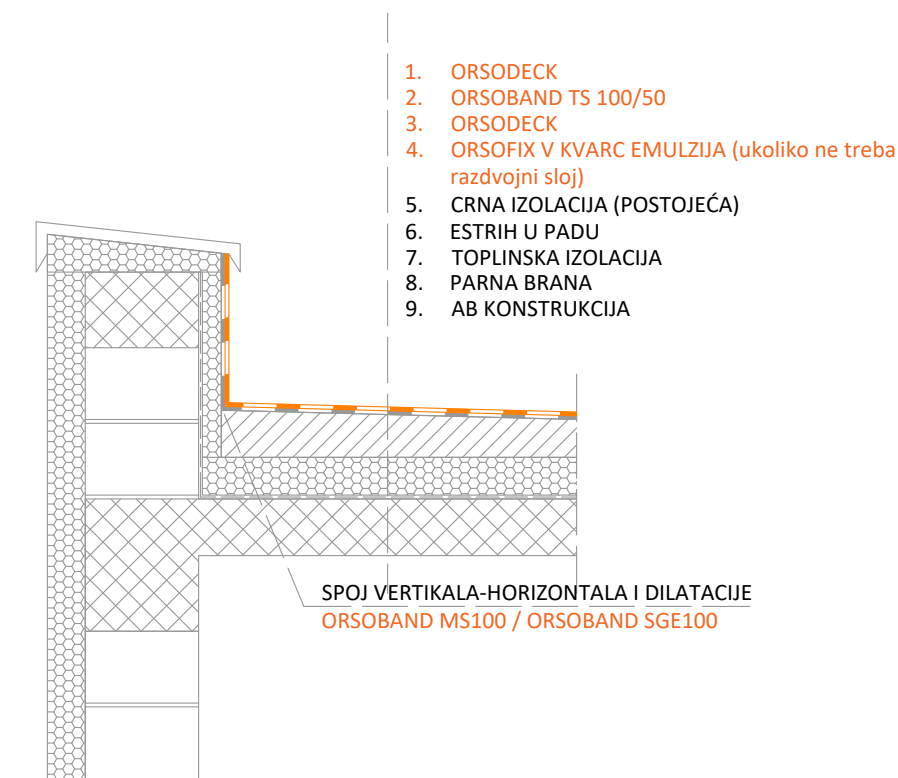 1. ORSODECK
2. ORSOBAND TS 100/50
3. ORSODECK
4. ORSOFIX V KVARC EMULZIJA (ukoliko ne treba
razdvojni sloj)
5. CRNA IZOLACIJA (POSTOJEĆA)
6. ESTRIH U PADU
7. TOPLINSKA IZOLACIJA
8. PARNA BRANA
9. AB KONSTRUKCIJA
SPOJ VERTIKALA-HORIZONTALA I DILATACIJE
ORSOBAND MS100 / ORSOBAND SGE100